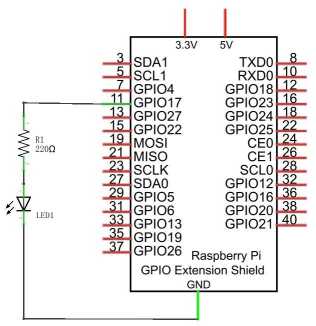 3.3V 5V
3 SDA1 TXD0 8
5 SCL1 RXD0 10
7 GPIO4 GPIO18 12
11 GPIO17 GPIO23 16
13 GPIO27 GPIO24 18
15 GPIO22 GPIO25 22
19 MOSI CE0 24
21 MISO CE1 26
23 SCLK SCL0 28
27 SDA0 GPIO12 32
29 GPIO5 GPIO16 36
31 GPIO6 GPIO20 38
33 GPIO13 GPIO21 40
35 GPIO19
37 GPIO26
Raspberry Pi
GPIO Extension Shield
GND
R1
220Ω
LED1